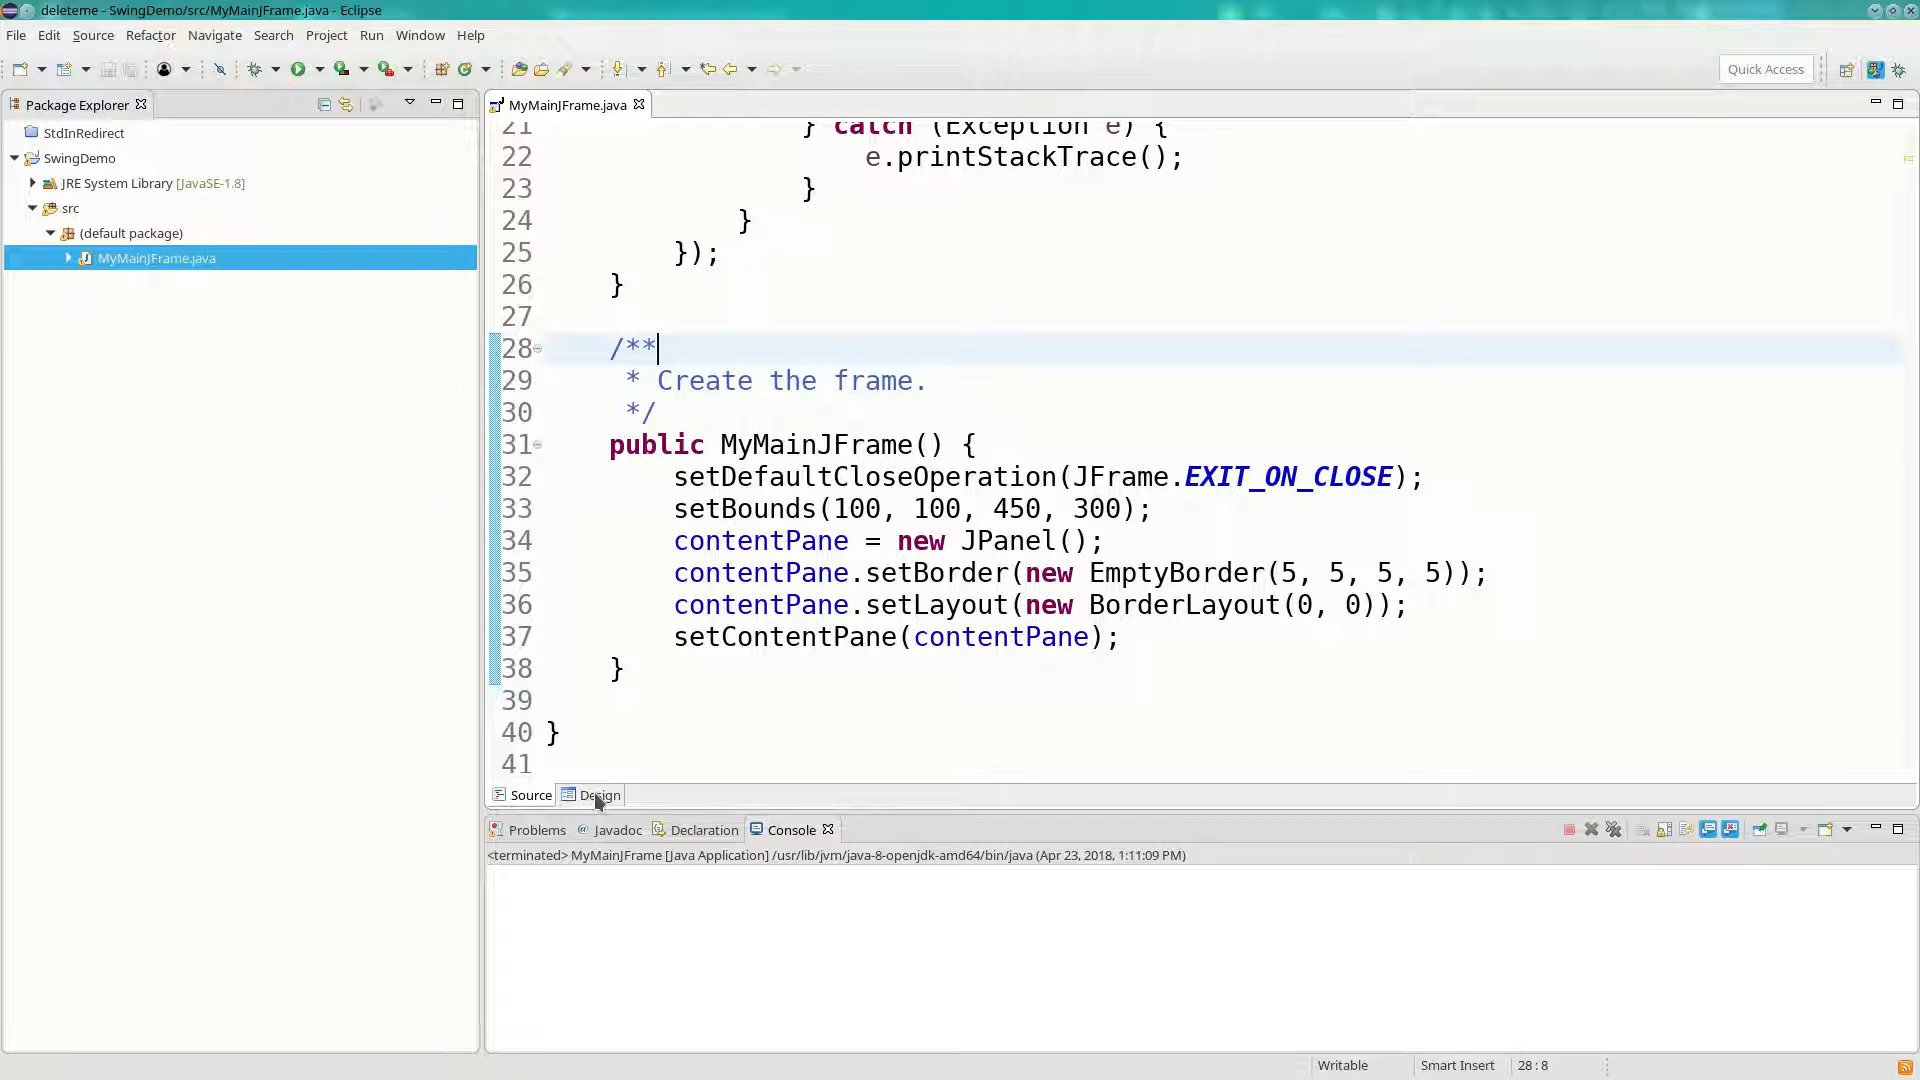 deleteme - SwingDemo/src/MyMainJFrame.java - Eclipse
File Edit Source Refactor Navigate Search Project Run Window Help
Quick Access
Package Explorer
StdInRedirect
SwingDemo
JRE System Library [JavaSE-1.8]
src
(default package)
MyMainJFrame.java
MyMainJFrame.java
21 } catch (Exception e) {
22 e.printStackTrace();
23 }
24 }
25 });
26 }
27
28 /**
29 * Create the frame.
30 */
31 public MyMainJFrame() {
32 setDefaultCloseOperation(JFrame.EXIT_ON_CLOSE);
33 setBounds(100, 100, 450, 300);
34 contentPane = new JPanel();
35 contentPane.setBorder(new EmptyBorder(5, 5, 5, 5));
36 contentPane.setLayout(new BorderLayout(0, 0));
37 setContentPane(contentPane);
38 }
39
40 }
41
Source Design
Problems @ Javadoc Declaration Console
<terminated> MyMainJFrame [Java Application] /usr/lib/jvm/java-8-openjdk-amd64/bin/java (Apr 23, 2018, 1:11:09 PM)
Writable Smart Insert 28 : 8